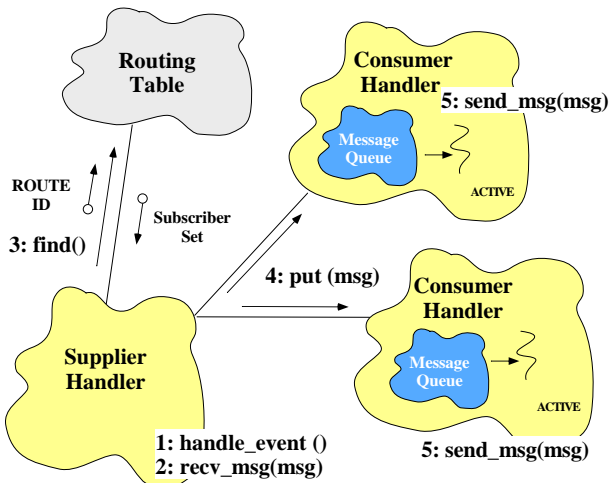 Routing
Table
Consumer
Handler
5: send_msg(msg)
Message
Queue
ACTIVE
ROUTE
ID
Subscriber
Set
3: find()
4: put (msg)
Consumer
Handler
Message
Queue
ACTIVE
5: send_msg(msg)
Supplier
Handler
1: handle_event ()
2: recv_msg(msg)